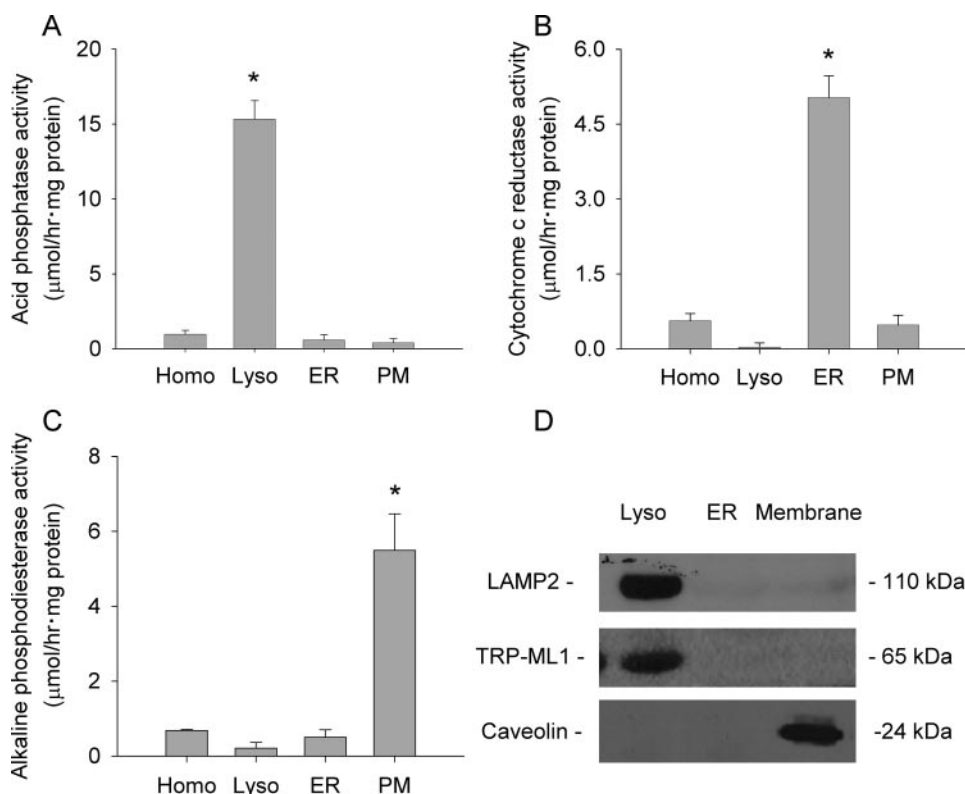 A
Acid phosphatase activity
(μmol/hr·mg protein)
20
15
10
5
0
*
Homo Lyso ER PM
B
Cytochrome c reductase activity
(μmol/hr·mg protein)
6.0
4.5
3.0
1.5
0.0
*
Homo Lyso ER PM
C
Alkaline phosphodiesterase activity
(μmol/hr·mg protein)
8
6
4
2
0
*
Homo Lyso ER PM
D
Lyso ER Membrane
LAMP2 - - 110 kDa
TRP-ML1 - - 65 kDa
Caveolin - -24 kDa